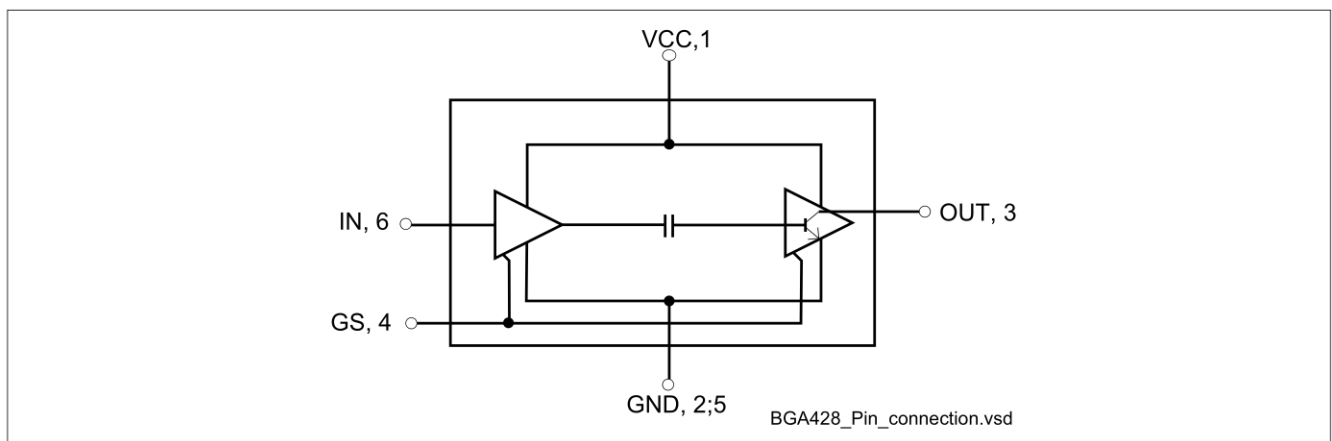 VCC,1
IN, 6
OUT, 3
GS, 4
GND, 2;5
BGA428_Pin_connection.vsd